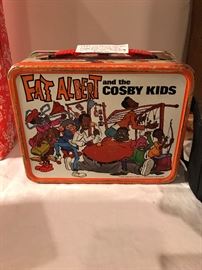 FAT ALBERT and the
COSBY KIDS